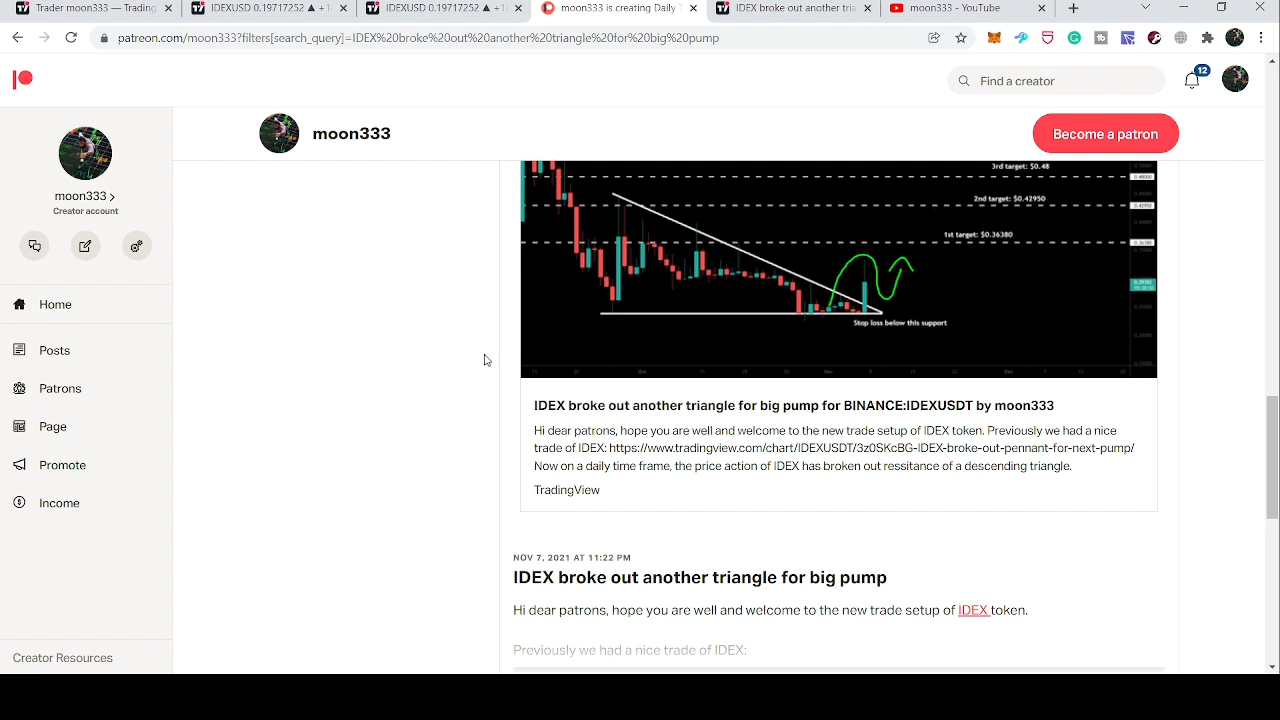 Trader moon333 — Trading
IDEXUSD 0.19717252 ▲ +1
IDEXUSD 0.19717252 ▲ +1
moon333 is creating Daily T
IDEX broke out another tria
moon333 - YouTube
patreon.com/moon333?filters[search_query]=IDEX%20broke%20out%20another%20triangle%20for%20big%20pump
Find a creator
12
moon333
Become a patron
moon333 >
Creator account
Home
Posts
Patrons
Page
Promote
Income
Creator Resources
3rd target: $0.48
0.48000
2nd target: $0.42950
0.42950
1st target: $0.36380
0.36380
Stop loss below this support
IDEX broke out another triangle for big pump for BINANCE:IDEXUSDT by moon333
Hi dear patrons, hope you are well and welcome to the new trade setup of IDEX token. Previously we had a nice
trade of IDEX: https://www.tradingview.com/chart/IDEXUSDT/3z0SKcBG-IDEX-broke-out-pennant-for-next-pump/
Now on a daily time frame, the price action of IDEX has broken out ressitance of a descending triangle.
TradingView
NOV 7, 2021 AT 11:22 PM
IDEX broke out another triangle for big pump
Hi dear patrons, hope you are well and welcome to the new trade setup of IDEX token.
Previously we had a nice trade of IDEX: